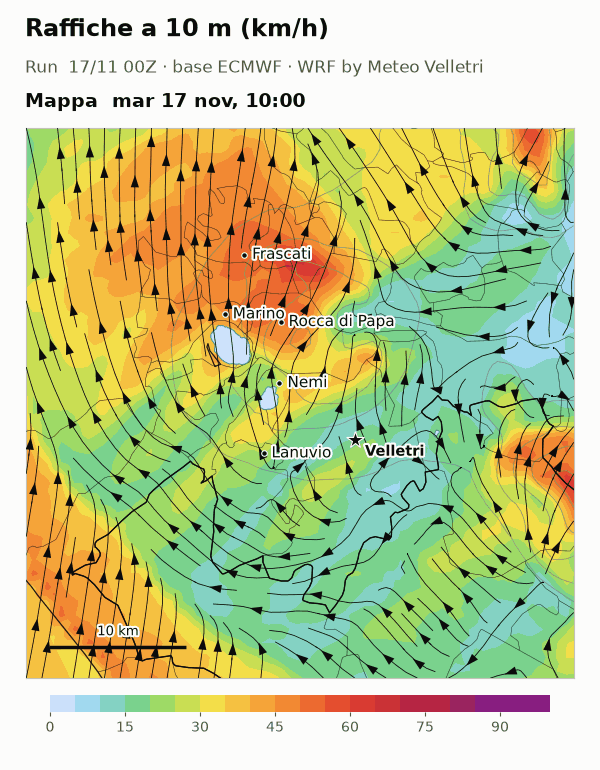 Raffiche a 10 m (km/h)
Run  17/11 00Z · base ECMWF · WRF by Meteo Velletri
Mappa  mar 17 nov, 10:00
Frascati
Marino
Rocca di Papa
Nemi
Velletri
Lanuvio
10 km
0 15 30 45 60 75 90